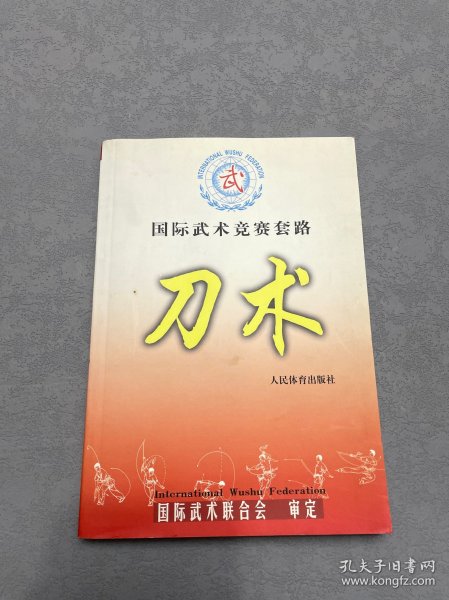 INTERNATIONAL WUSHU FEDERATION
武
国际武术竞赛套路
刀术
人民体育出版社
International Wushu Federation
国际武术联合会 审定
孔夫子旧书网
www.kongfz.com